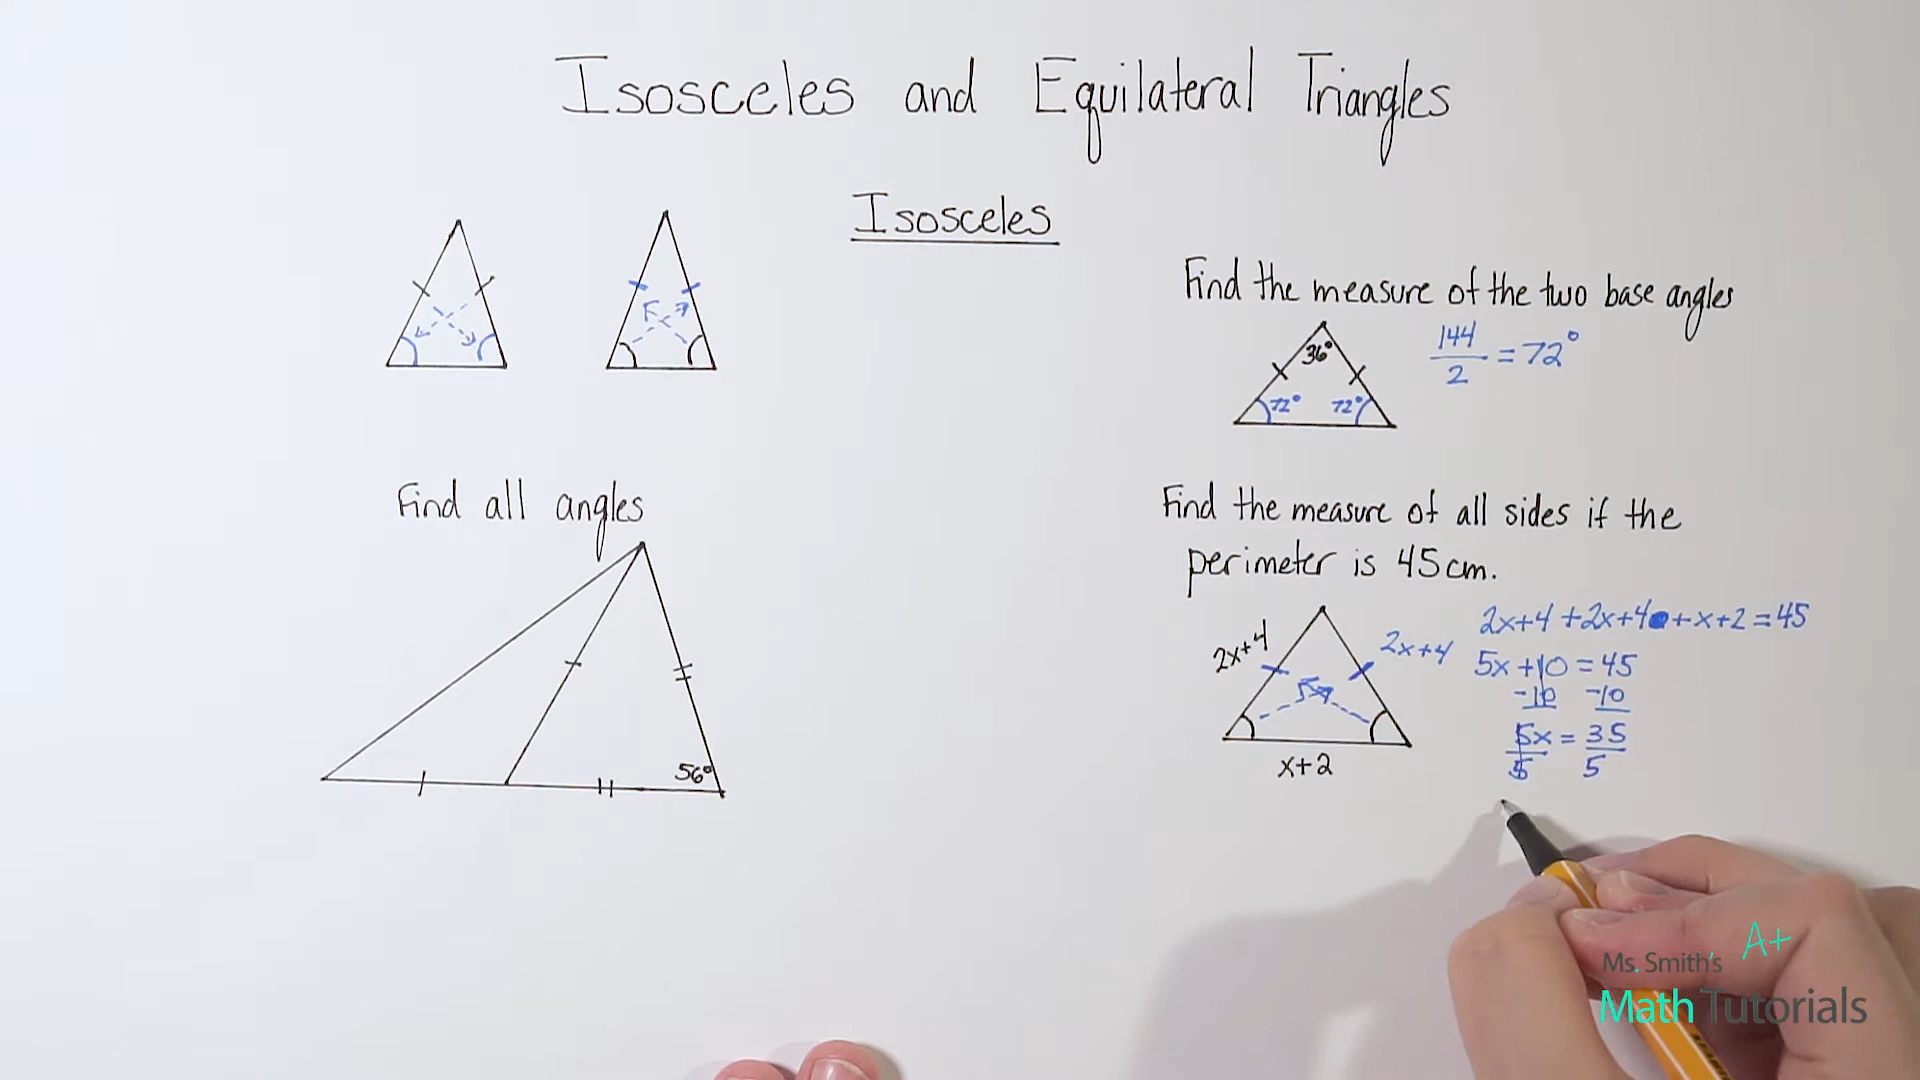 Isosceles and Equilateral Triangles
Isosceles
Find the measure of the two base angles
36°
72° 72°
144
2
=72°
Find all angles
56°
Find the measure of all sides if the
perimeter is 45cm.
2x+4
2x+4
x+2
2x+4+2x+4+x+2=45
5x+10=45
-10 -10
5x=35
5 5
Ms. Smith's A+
Math Tutorials